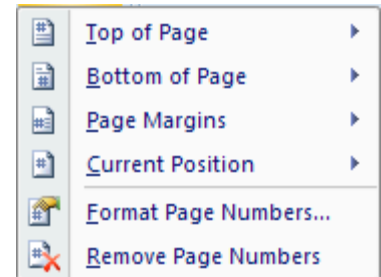 Top of Page
Bottom of Page
Page Margins
Current Position
Format Page Numbers...
Remove Page Numbers